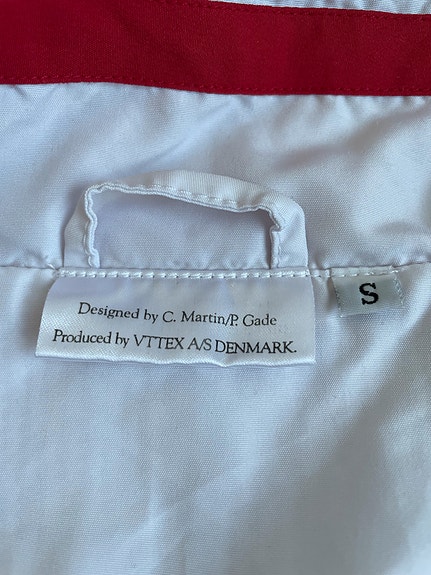 Designed by C. Martin/P. Gade
Produced by VTTEX A/S DENMARK.
S